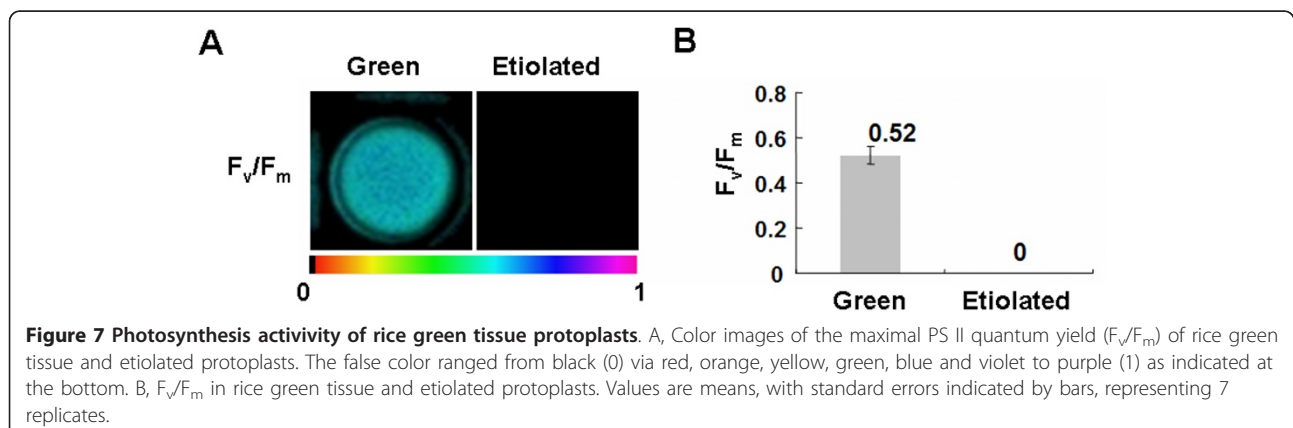 A
Green Etiolated
Fv/Fm
0 1
B
Fv/Fm
0.8
0.6
0.4
0.2
0
0.52
0
Green Etiolated
Figure 7 Photosynthesis activivity of rice green tissue protoplasts. A, Color images of the maximal PS II quantum yield (Fv/Fm) of rice green
tissue and etiolated protoplasts. The false color ranged from black (0) via red, orange, yellow, green, blue and violet to purple (1) as indicated at
the bottom. B, Fv/Fm in rice green tissue and etiolated protoplasts. Values are means, with standard errors indicated by bars, representing 7
replicates.